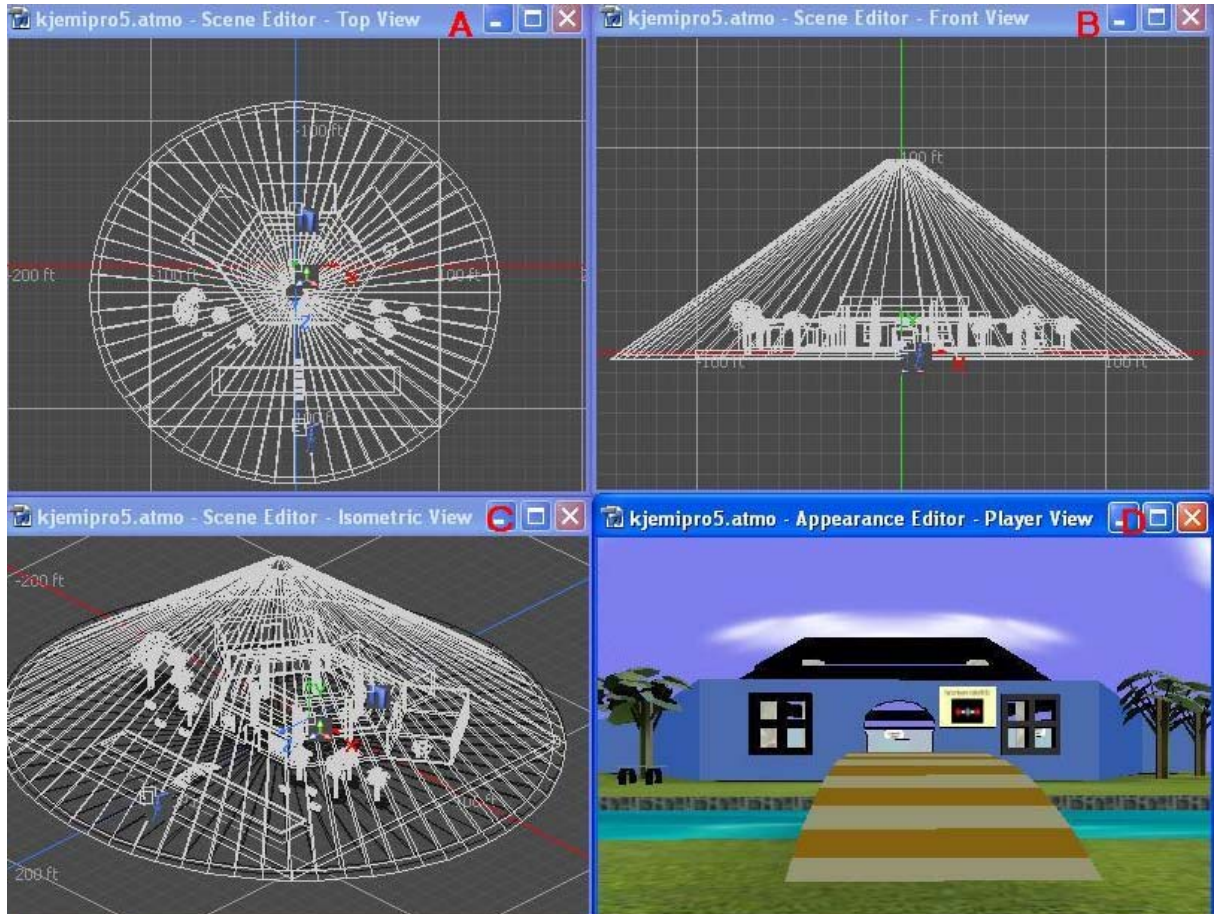 kjemipro5.atmo - Scene Editor - Top View
A
-100 ft
-200 ft
-100 ft
100 ft
X
Z
100 ft
kjemipro5.atmo - Scene Editor - Front View
B
100 ft
Y
X
-100 ft
100 ft
kjemipro5.atmo - Scene Editor - Isometric View
C
-200 ft
Y
X
Z
100 ft
200 ft
kjemipro5.atmo - Appearance Editor - Player View
D